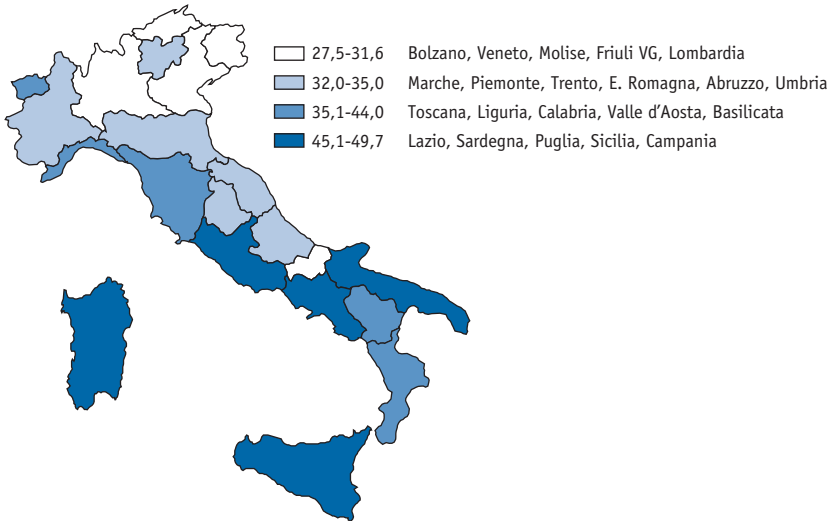 27,5-31,6 Bolzano, Veneto, Molise, Friuli VG, Lombardia
32,0-35,0 Marche, Piemonte, Trento, E. Romagna, Abruzzo, Umbria
35,1-44,0 Toscana, Liguria, Calabria, Valle d'Aosta, Basilicata
45,1-49,7 Lazio, Sardegna, Puglia, Sicilia, Campania